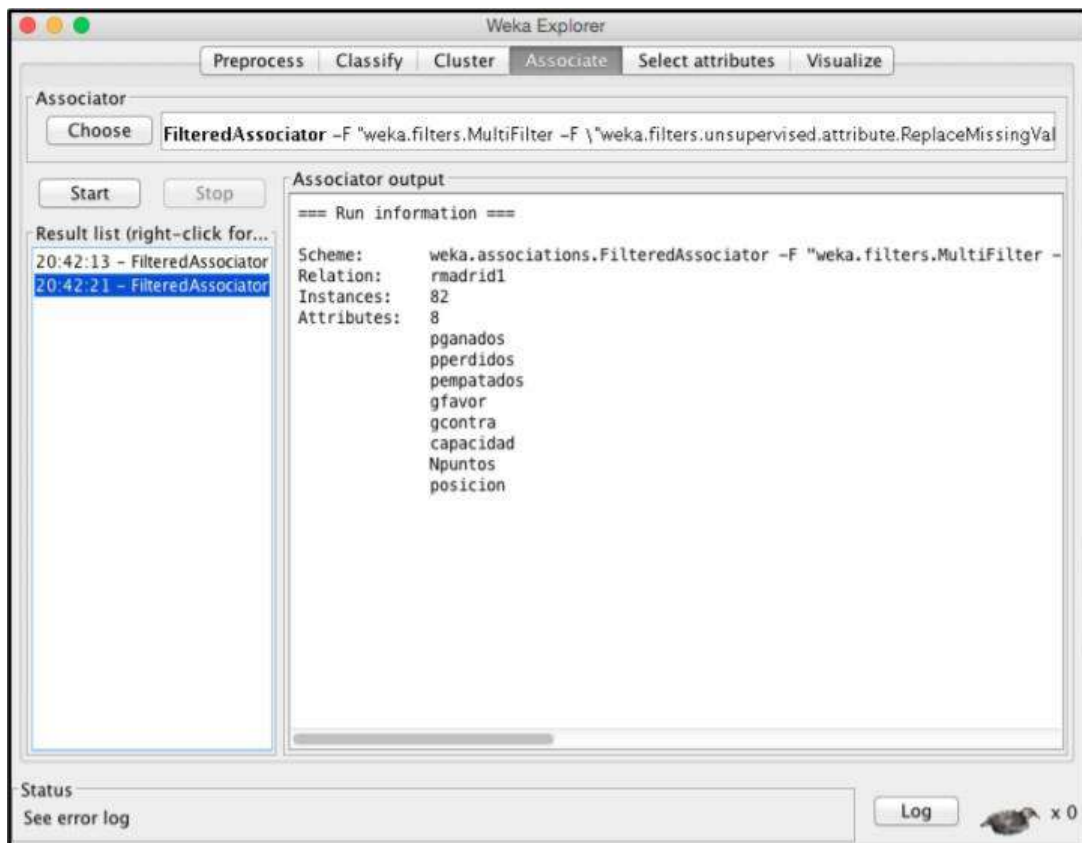 Weka Explorer
Preprocess Classify Cluster Associate Select attributes Visualize
Associator
Choose FilteredAssociator -F "weka.filters.MultiFilter -F \"weka.filters.unsupervised.attribute.ReplaceMissingVal
Start Stop
Result list (right-click for...
20:42:13 - FilteredAssociator
20:42:21 - FilteredAssociator
Associator output
=== Run information ===
Scheme: weka.associations.FilteredAssociator -F "weka.filters.MultiFilter -
Relation: rmadrid1
Instances: 82
Attributes: 8
pganados
pperdidos
pempatados
gfavor
gcontra
capacidad
Npuntos
posicion
Status
See error log
Log x 0